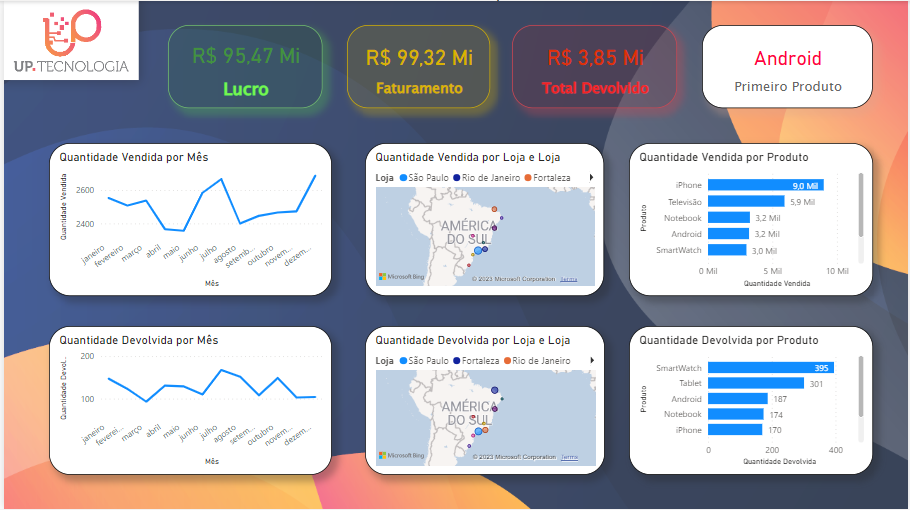 UP.TECNOLOGIA
R$ 95,47 Mi
Lucro
R$ 99,32 Mi
Faturamento
R$ 3,85 Mi
Total Devolvido
Android
Primeiro Produto
Quantidade Vendida por Mês
Quantidade Vendida
2600
2400
janeiro
fevereiro
março
abril
maio
junho
julho
agosto
setemb...
outubro
novem...
dezem...
Mês
Quantidade Vendida por Loja e Loja
Loja São Paulo Rio de Janeiro Fortaleza
AMÉRICA
DO SUL
Microsoft Bing
© 2023 Microsoft Corporation Terms
Quantidade Vendida por Produto
Produto
iPhone 9,0 Mil
Televisão 5,9 Mil
Notebook 3,2 Mil
Android 3,2 Mil
SmartWatch 3,0 Mil
0 Mil 5 Mil 10 Mil
Quantidade Vendida
Quantidade Devolvida por Mês
Quantidade Devol...
200
100
janeiro
feverei...
março
abril
maio
junho
julho
agosto
setem...
outubro
novem...
dezem...
Mês
Quantidade Devolvida por Loja e Loja
Loja São Paulo Fortaleza Rio de Janeiro
AMÉRICA
DO SUL
Microsoft Bing
© 2023 Microsoft Corporation Terms
Quantidade Devolvida por Produto
Produto
SmartWatch 395
Tablet 301
Android 187
Notebook 174
iPhone 170
0 200 400
Quantidade Devolvida